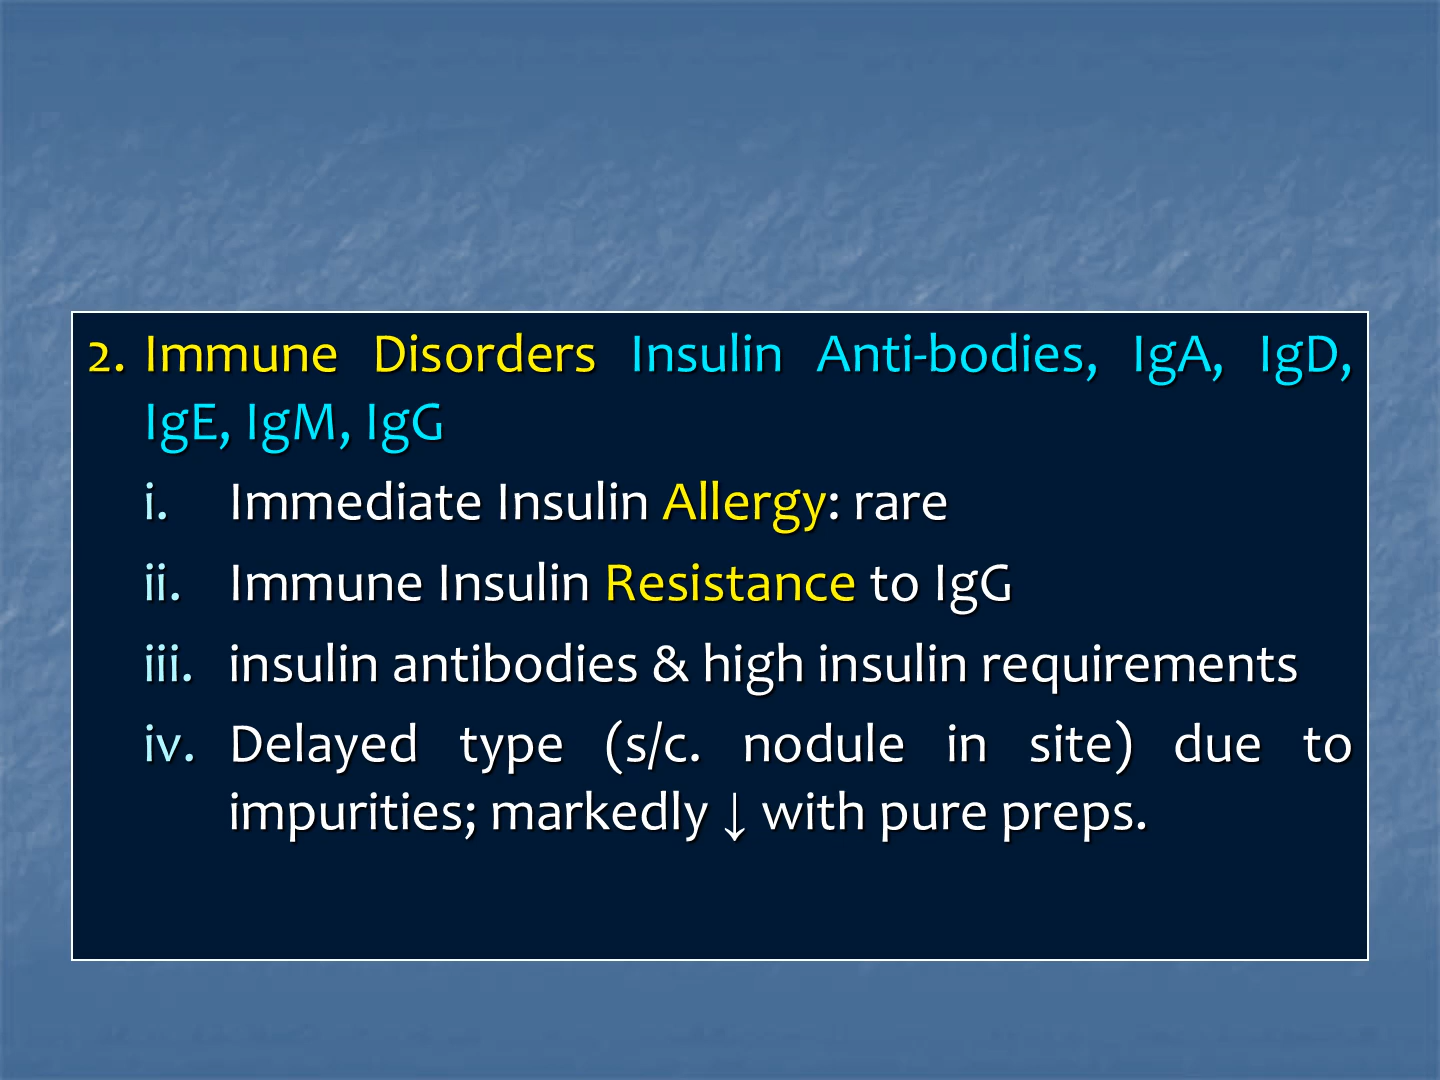 2. Immune Disorders Insulin Anti-bodies, IgA, IgD,
IgE, IgM, IgG
i. Immediate Insulin Allergy: rare
ii. Immune Insulin Resistance to IgG
iii. insulin antibodies & high insulin requirements
iv. Delayed type (s/c. nodule in site) due to
impurities; markedly ↓ with pure preps.